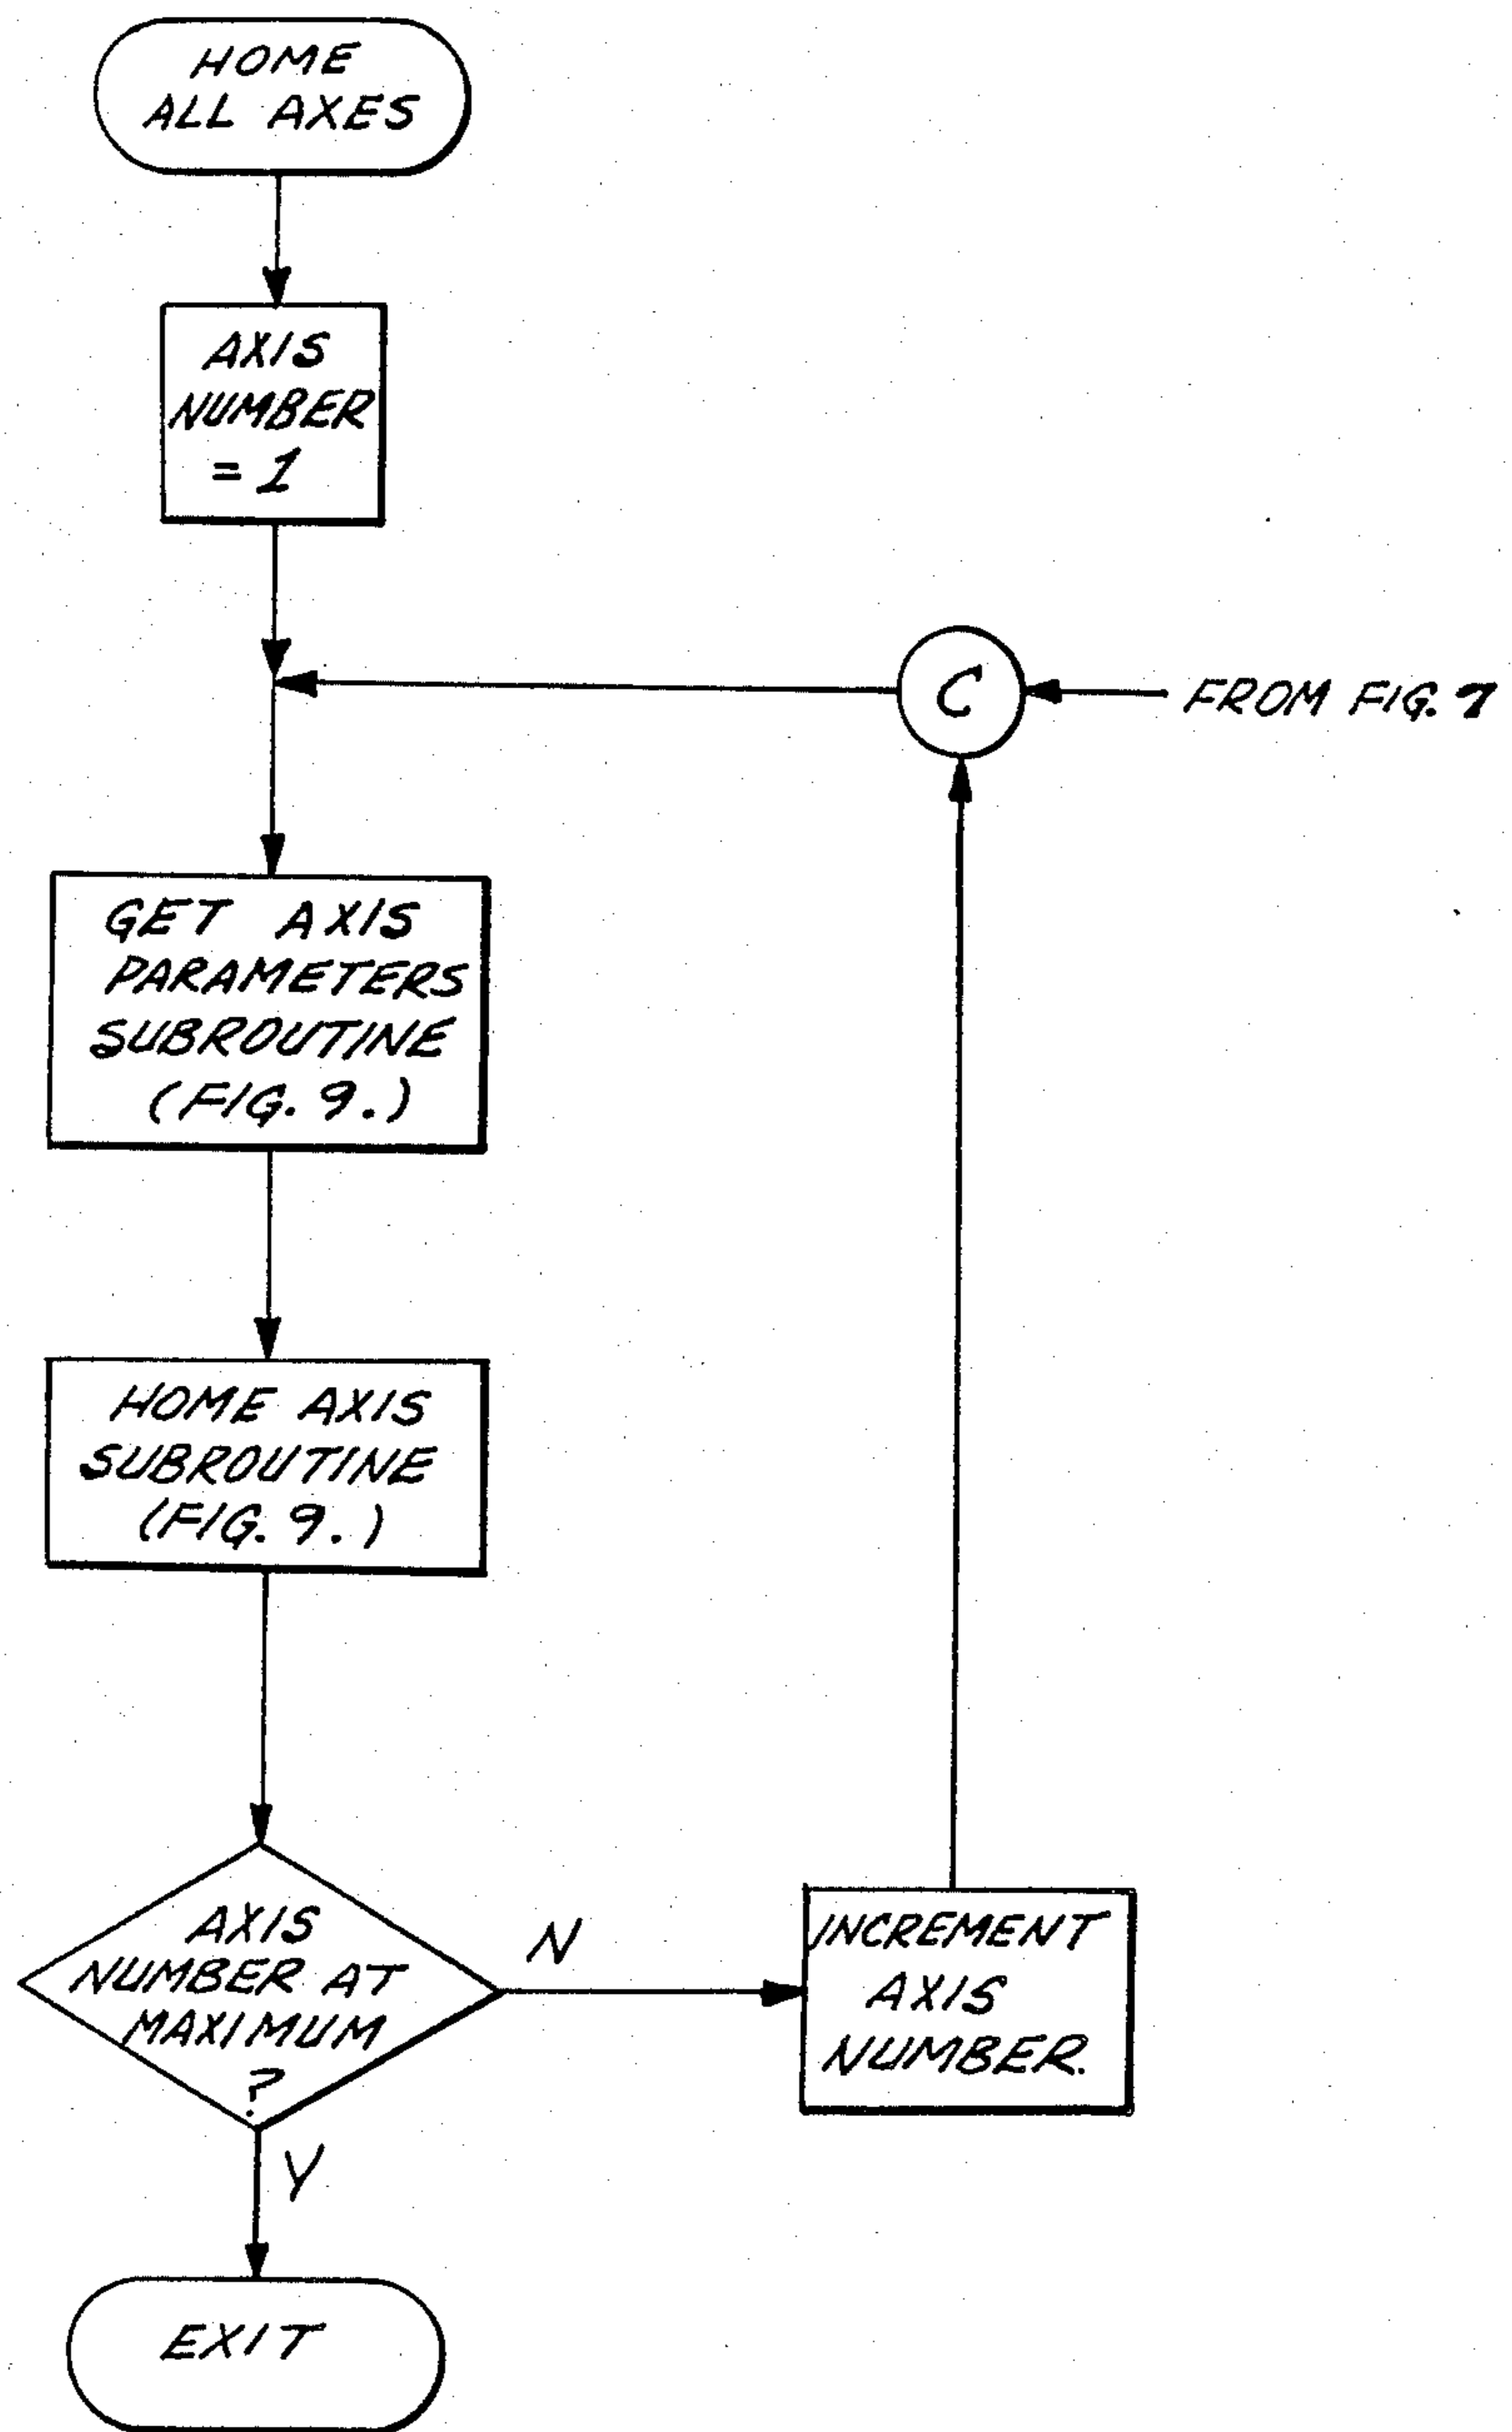 HOME
ALL AXES
AXIS
NUMBER
= 1
C
FROM FIG. 7
GET AXIS
PARAMETERS
SUBROUTINE
(FIG. 9.)
HOME AXIS
SUBROUTINE
(FIG. 9.)
AXIS
NUMBER AT
MAXIMUM
?
N
INCREMENT
AXIS
NUMBER.
Y
EXIT